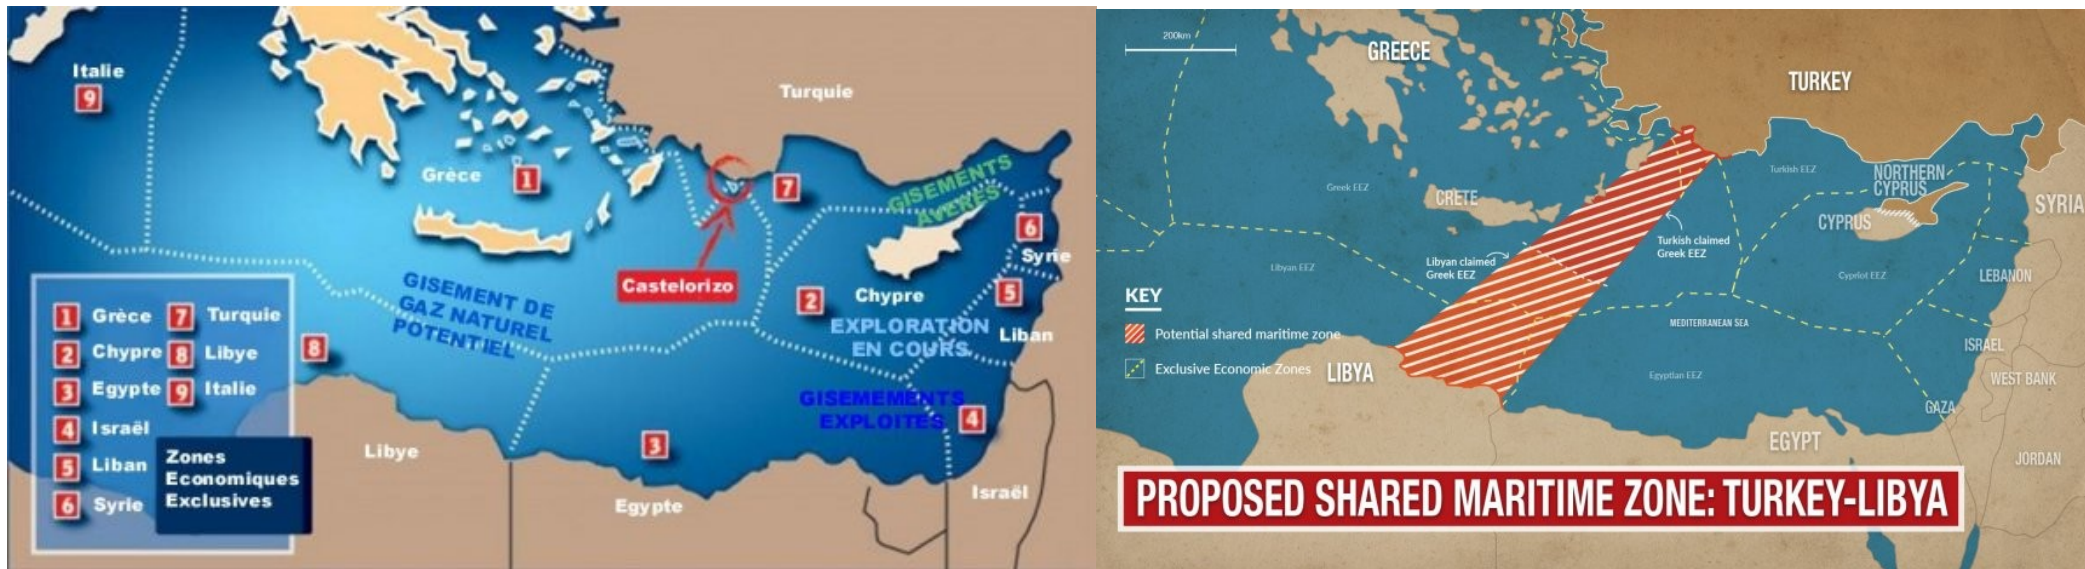 Italie
9
Turquie
Grèce
1
7
GISEMENTS
AVERES
6
Syrie
Castelorizo
2
Chypre
5
Liban
EXPLORATION
EN COURS
GISEMENT DE
GAZ NATUREL
POTENTIEL
8
GISEMEMENTS
EXPLOITES
4
3
Libye
Egypte
Israël
1 Grèce 7 Turquie
2 Chypre 8 Libye
3 Egypte 9 Italie
4 Israël
5 Liban
6 Syrie
Zones
Economiques
Exclusives
200km
GREECE
TURKEY
Greek EEZ
CRETE
Turkish EEZ
NORTHERN
CYPRUS
CYPRUS
SYRIA
Turkish claimed
Greek EEZ
Libyan claimed
Greek EEZ
Libyan EEZ
Cypriot EEZ
LEBANON
KEY
Potential shared maritime zone
Exclusive Economic Zones
MEDITERRANEAN SEA
LIBYA
Egyptian EEZ
ISRAEL
WEST BANK
GAZA
EGYPT
JORDAN
PROPOSED SHARED MARITIME ZONE: TURKEY-LIBYA